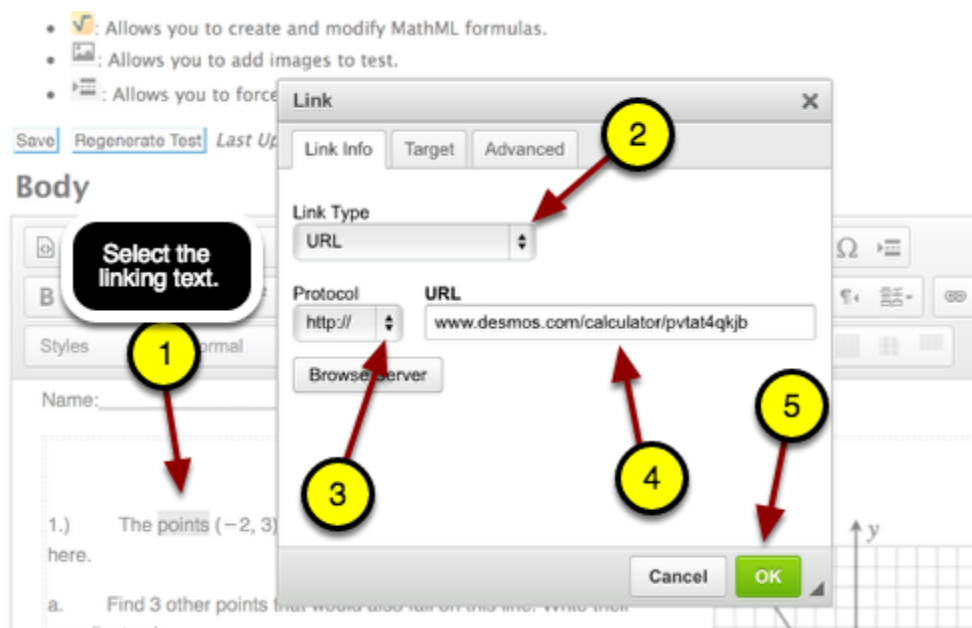 : Allows you to create and modify MathML formulas.
: Allows you to add images to test.
: Allows you to force
Link
Save Regenerate Test Last Up
Link Info Target Advanced
2
Body
Link Type
URL
Select the
linking text.
Ω
B
Protocol URL
http:// www.desmos.com/calculator/pvtat4qkjb
Styles
1
Browse Server
Name:
5
3
4
1.) The points (−2, 3)
y
here.
Cancel OK
a. Find 3 other points that would also fall on this line. Write their